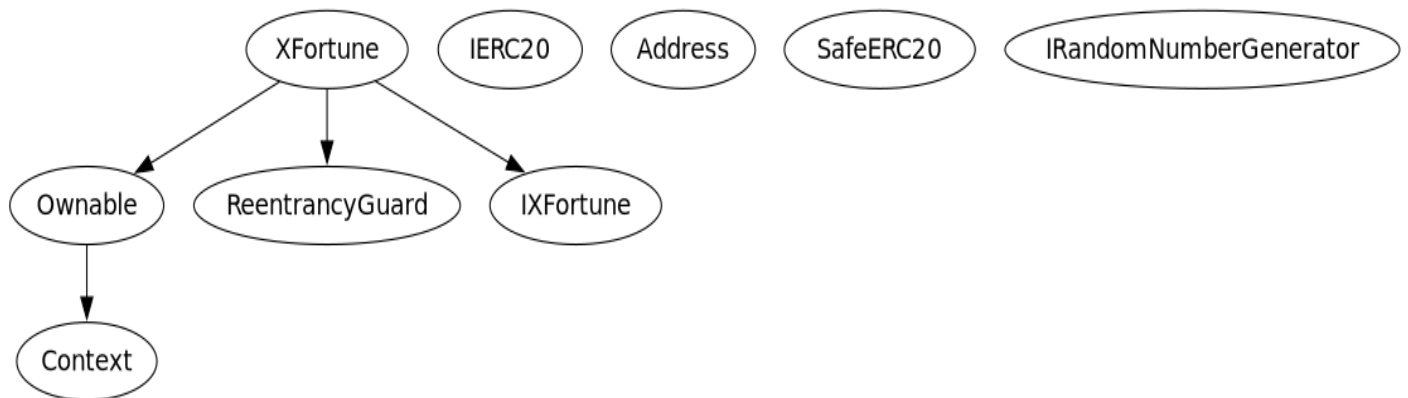 XFortune
IERC20
Address
SafeERC20
IRandomNumberGenerator
Ownable
ReentrancyGuard
IXFortune
Context